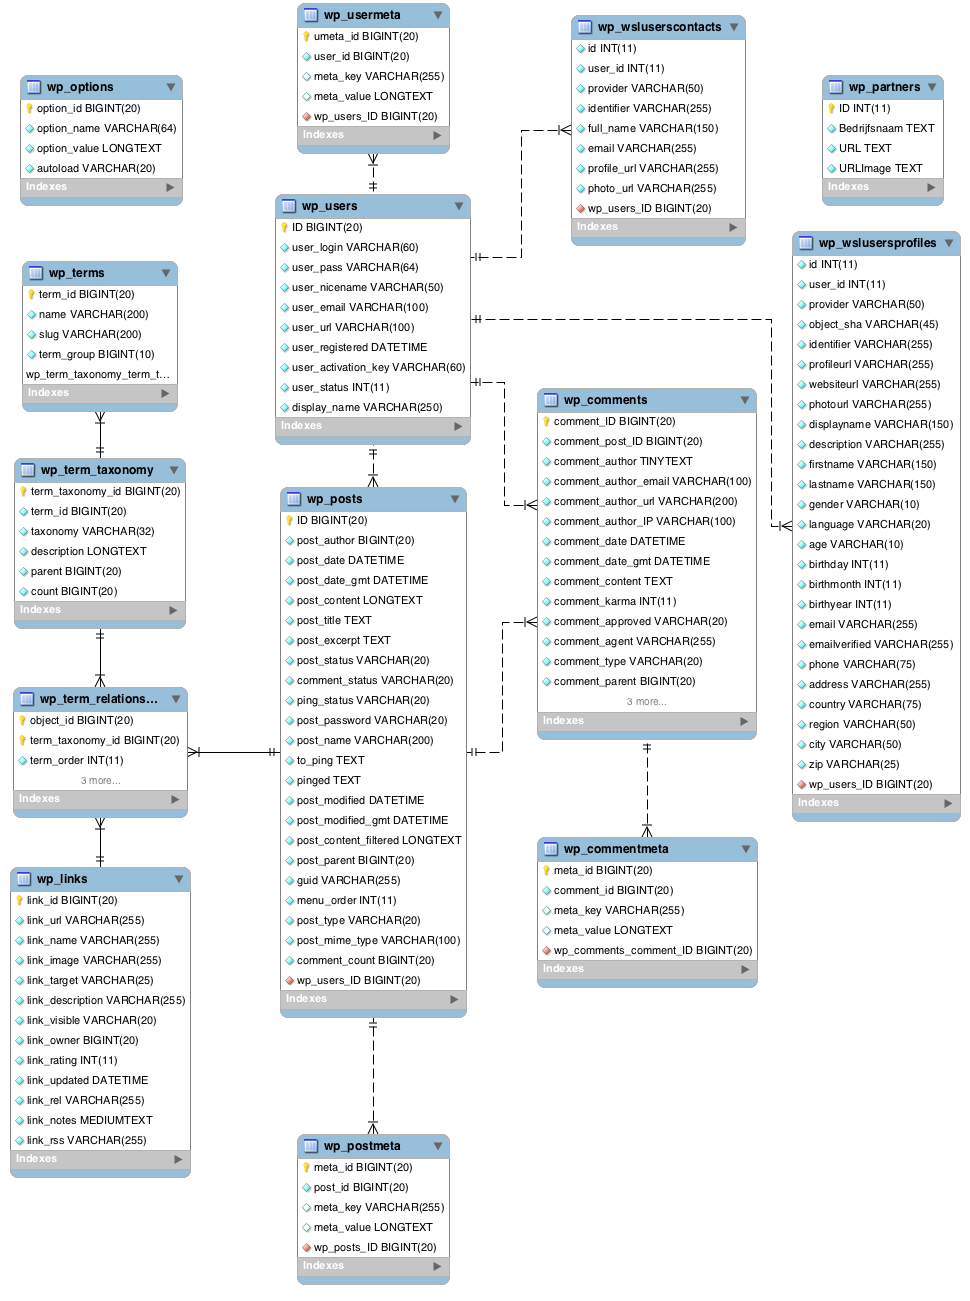 wp_usermeta
umeta_id BIGINT(20)
user_id BIGINT(20)
meta_key VARCHAR(255)
meta_value LONGTEXT
wp_users_ID BIGINT(20)
Indexes
wp_wsluserscontacts
id INT(11)
user_id INT(11)
provider VARCHAR(50)
identifier VARCHAR(255)
full_name VARCHAR(150)
email VARCHAR(255)
profile_url VARCHAR(255)
photo_url VARCHAR(255)
wp_users_ID BIGINT(20)
Indexes
wp_options
option_id BIGINT(20)
option_name VARCHAR(64)
option_value LONGTEXT
autoload VARCHAR(20)
Indexes
wp_partners
ID INT(11)
Bedrijfsnaam TEXT
URL TEXT
URLImage TEXT
Indexes
wp_users
ID BIGINT(20)
user_login VARCHAR(60)
user_pass VARCHAR(64)
user_nicename VARCHAR(50)
user_email VARCHAR(100)
user_url VARCHAR(100)
user_registered DATETIME
user_activation_key VARCHAR(60)
user_status INT(11)
display_name VARCHAR(250)
Indexes
wp_wslusersprofiles
id INT(11)
user_id INT(11)
provider VARCHAR(50)
object_sha VARCHAR(45)
identifier VARCHAR(255)
profileurl VARCHAR(255)
websiteurl VARCHAR(255)
photourl VARCHAR(255)
displayname VARCHAR(150)
description VARCHAR(255)
firstname VARCHAR(150)
lastname VARCHAR(150)
gender VARCHAR(10)
language VARCHAR(20)
age VARCHAR(10)
birthday INT(11)
birthmonth INT(11)
birthyear INT(11)
email VARCHAR(255)
emailverified VARCHAR(255)
phone VARCHAR(75)
address VARCHAR(255)
country VARCHAR(75)
region VARCHAR(50)
city VARCHAR(50)
zip VARCHAR(25)
wp_users_ID BIGINT(20)
Indexes
wp_terms
term_id BIGINT(20)
name VARCHAR(200)
slug VARCHAR(200)
term_group BIGINT(10)
wp_term_taxonomy_term_t...
Indexes
wp_comments
comment_ID BIGINT(20)
comment_post_ID BIGINT(20)
comment_author TINYTEXT
comment_author_email VARCHAR(100)
comment_author_url VARCHAR(200)
comment_author_IP VARCHAR(100)
comment_date DATETIME
comment_date_gmt DATETIME
comment_content TEXT
comment_karma INT(11)
comment_approved VARCHAR(20)
comment_agent VARCHAR(255)
comment_type VARCHAR(20)
comment_parent BIGINT(20)
3 more...
Indexes
wp_term_taxonomy
term_taxonomy_id BIGINT(20)
term_id BIGINT(20)
taxonomy VARCHAR(32)
description LONGTEXT
parent BIGINT(20)
count BIGINT(20)
Indexes
wp_posts
ID BIGINT(20)
post_author BIGINT(20)
post_date DATETIME
post_date_gmt DATETIME
post_content LONGTEXT
post_title TEXT
post_excerpt TEXT
post_status VARCHAR(20)
comment_status VARCHAR(20)
ping_status VARCHAR(20)
post_password VARCHAR(20)
post_name VARCHAR(200)
to_ping TEXT
pinged TEXT
post_modified DATETIME
post_modified_gmt DATETIME
post_content_filtered LONGTEXT
post_parent BIGINT(20)
guid VARCHAR(255)
menu_order INT(11)
post_type VARCHAR(20)
post_mime_type VARCHAR(100)
comment_count BIGINT(20)
wp_users_ID BIGINT(20)
Indexes
wp_term_relations...
object_id BIGINT(20)
term_taxonomy_id BIGINT(20)
term_order INT(11)
3 more...
Indexes
wp_commentmeta
meta_id BIGINT(20)
comment_id BIGINT(20)
meta_key VARCHAR(255)
meta_value LONGTEXT
wp_comments_comment_ID BIGINT(20)
Indexes
wp_links
link_id BIGINT(20)
link_url VARCHAR(255)
link_name VARCHAR(255)
link_image VARCHAR(255)
link_target VARCHAR(25)
link_description VARCHAR(255)
link_visible VARCHAR(20)
link_owner BIGINT(20)
link_rating INT(11)
link_updated DATETIME
link_rel VARCHAR(255)
link_notes MEDIUMTEXT
link_rss VARCHAR(255)
Indexes
wp_postmeta
meta_id BIGINT(20)
post_id BIGINT(20)
meta_key VARCHAR(255)
meta_value LONGTEXT
wp_posts_ID BIGINT(20)
Indexes